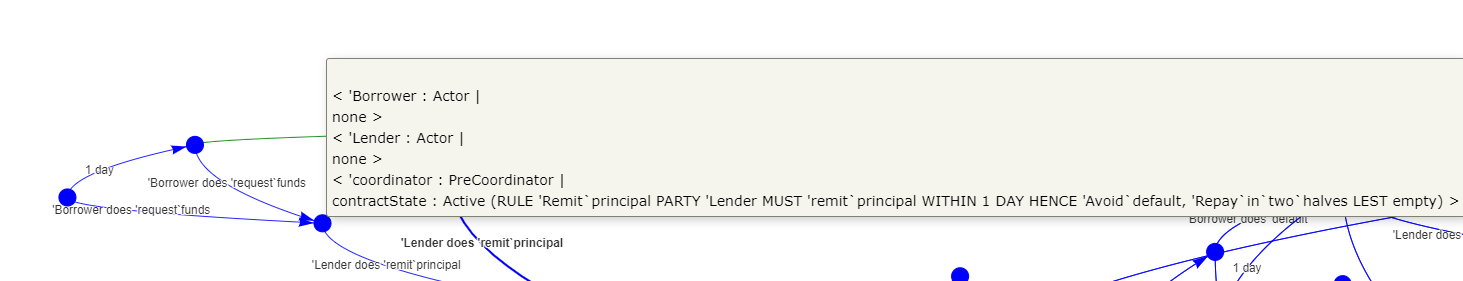 < 'Borrower : Actor |
none >
< 'Lender : Actor |
none >
< 'coordinator : PreCoordinator |
contractState : Active (RULE 'Remit`principal PARTY 'Lender MUST 'remit`principal WITHIN 1 DAY HENCE 'Avoid`default, 'Repay`in`two`halves LEST empty) >
1 day
'Borrower does 'request`funds
'Borrower does 'request`funds
'Lender does 'remit`principal
'Lender does 'remit`principal
Borrower does 'default
'Lender does
1 day